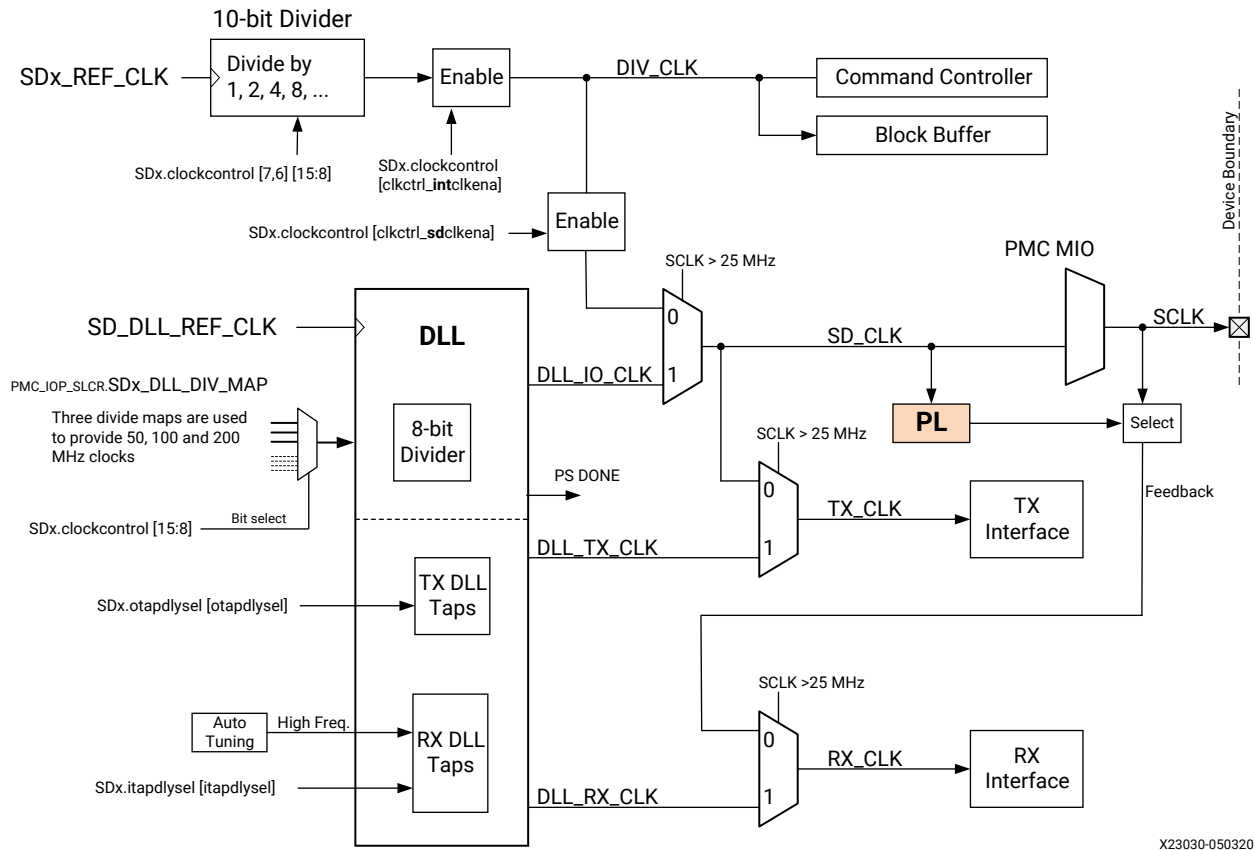 10-bit Divider
SDx_REF_CLK
Divide by
1, 2, 4, 8, ...
Enable
DIV_CLK
Command Controller
Block Buffer
Device Boundary
SDx.clockcontrol [7,6] [15:8]
SDx.clockcontrol
[clkctrl_intclkena]
SDx.clockcontrol [clkctrl_sdclkena]
Enable
SCLK > 25 MHz
PMC MIO
SD_DLL_REF_CLK
DLL
0
1
SD_CLK
SCLK
DLL_IO_CLK
PMC_IOP_SLCR.SDx_DLL_DIV_MAP
Three divide maps are used
to provide 50, 100 and 200
MHz clocks
8-bit
Divider
PL
Select
SCLK > 25 MHz
PS DONE
Feedback
SDx.clockcontrol [15:8]
Bit select
0
1
TX_CLK
TX
Interface
DLL_TX_CLK
SDx.otapdlysel [otapdlysel]
TX DLL
Taps
SCLK >25 MHz
Auto
Tuning
High Freq.
RX DLL
Taps
SDx.itapdlysel [itapdlysel]
0
1
RX_CLK
RX
Interface
DLL_RX_CLK
X23030-050320